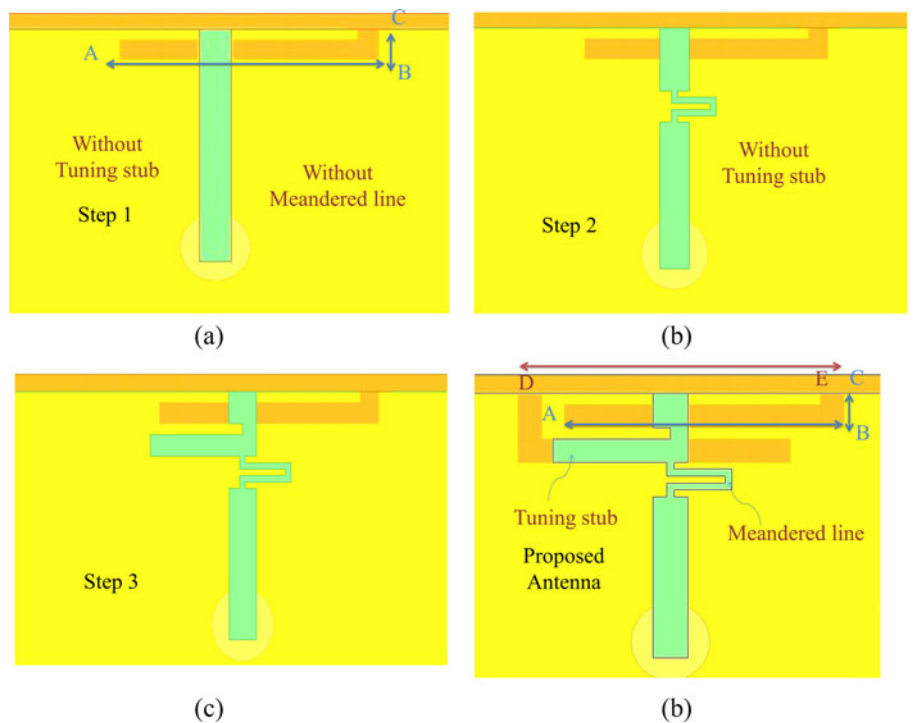 C
A
B
Without
Tuning stub
Without
Meandered line
Step 1
(a)
Without
Tuning stub
Step 2
(b)
Step 3
(c)
D
E
C
A
B
Tuning stub
Meandered line
Proposed
Antenna
(b)